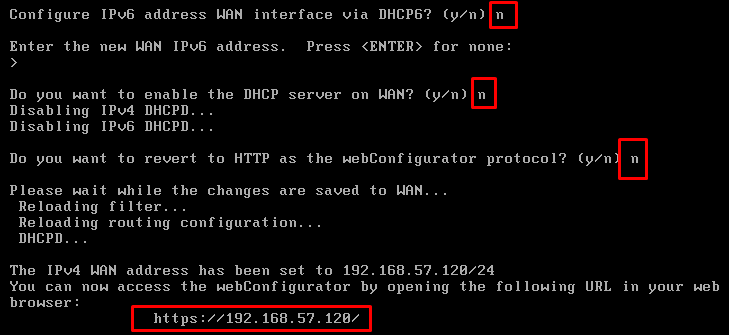 Configure IPv6 address WAN interface via DHCP6? (y/n) n
Enter the new WAN IPv6 address.  Press <ENTER> for none:
>
Do you want to enable the DHCP server on WAN? (y/n) n
Disabling IPv4 DHCPD...
Disabling IPv6 DHCPD...
Do you want to revert to HTTP as the webConfigurator protocol? (y/n) n
Please wait while the changes are saved to WAN...
 Reloading filter...
 Reloading routing configuration...
 DHCPD...
The IPv4 WAN address has been set to 192.168.57.120/24
You can now access the webConfigurator by opening the following URL in your web
browser:
https://192.168.57.120/